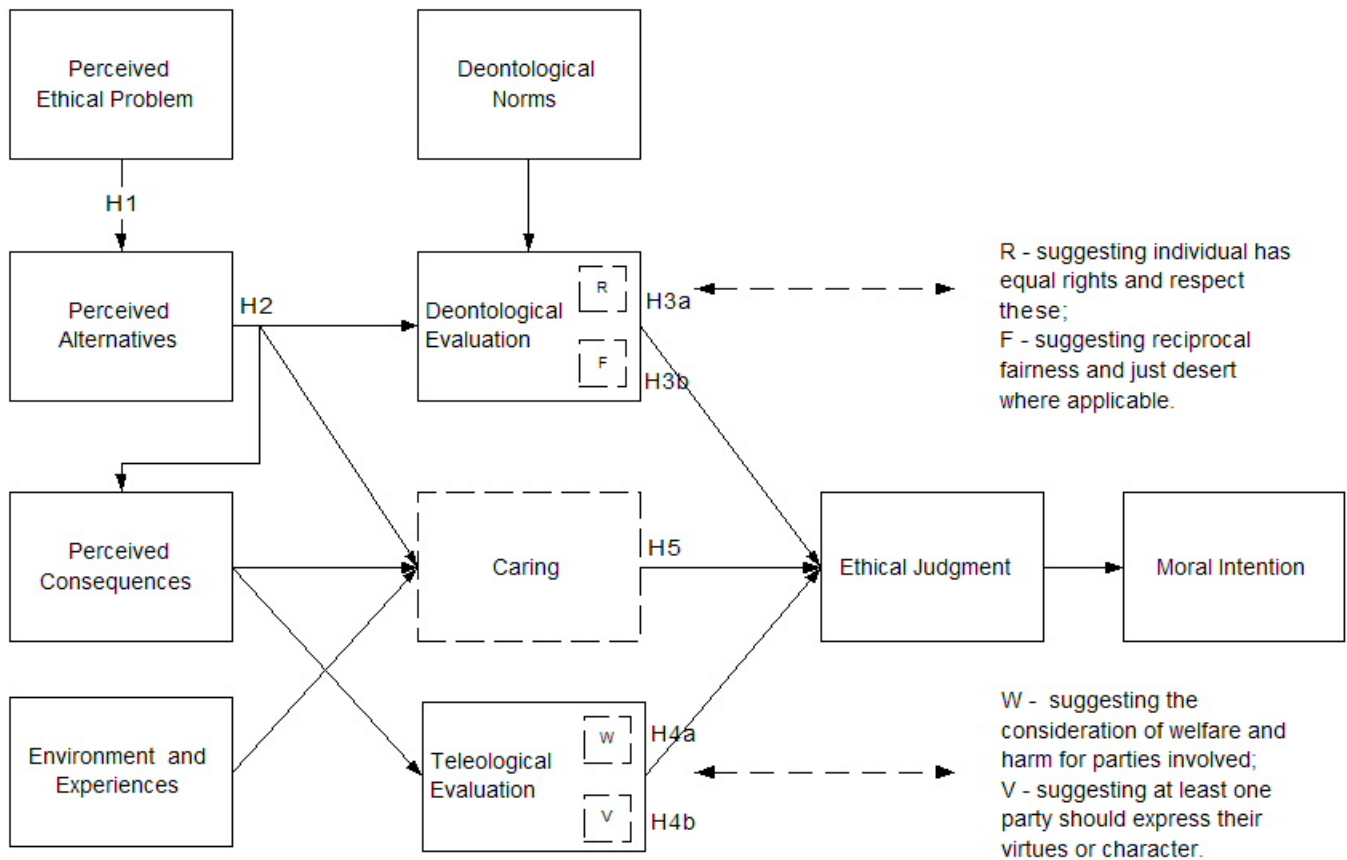 Perceived
Ethical Problem
Deontological
Norms
H1
Perceived
Alternatives
H2
Deontological
Evaluation
R
F
H3a
H3b
R - suggesting individual has
equal rights and respect
these;
F - suggesting reciprocal
fairness and just desert
where applicable.
Perceived
Consequences
Caring
H5
Ethical Judgment
Moral Intention
Environment and
Experiences
Teleological
Evaluation
W
V
H4a
H4b
W - suggesting the
consideration of welfare and
harm for parties involved;
V - suggesting at least one
party should express their
virtues or character.